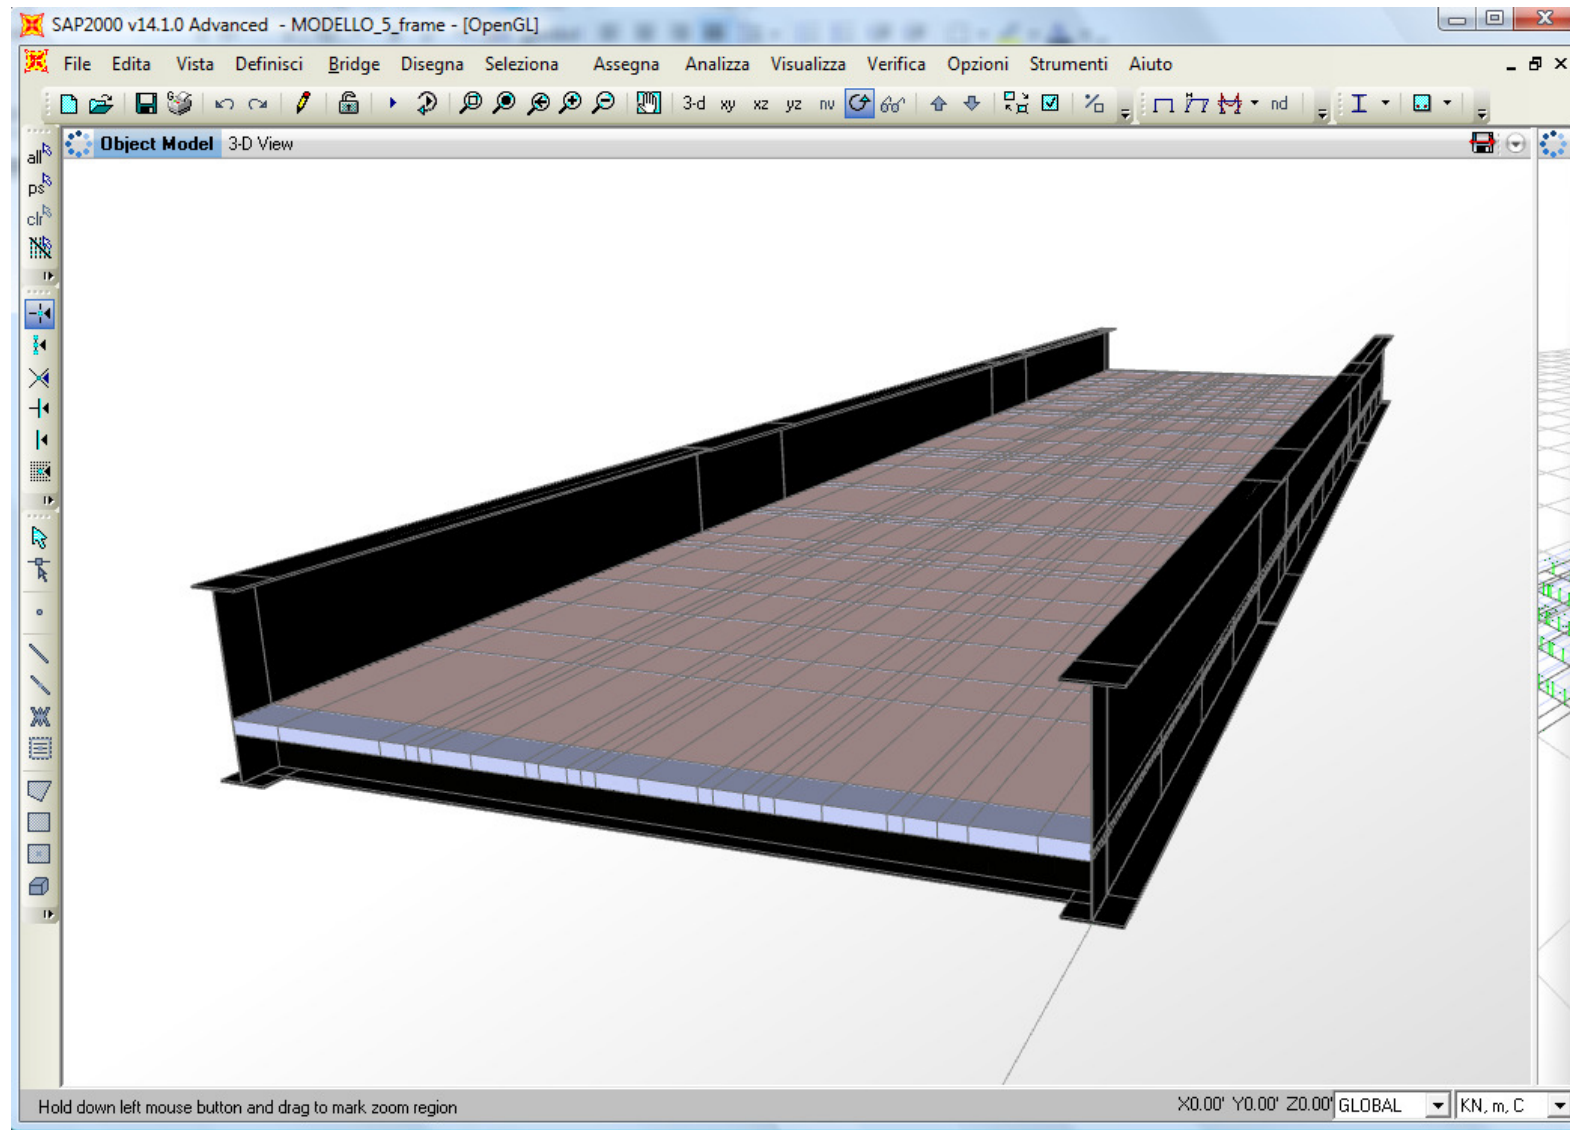 SAP2000 v14.1.0 Advanced - MODELLO_5_frame - [OpenGL]
File Edita Vista Definisci Bridge Disegna Seleziona Assegna Analizza Visualizza Verifica Opzioni Strumenti Aiuto
3-d xy xz yz nv nd
Object Model 3-D View
all
ps
clr
Hold down left mouse button and drag to mark zoom region
X0.00' Y0.00' Z0.00' GLOBAL KN, m, C